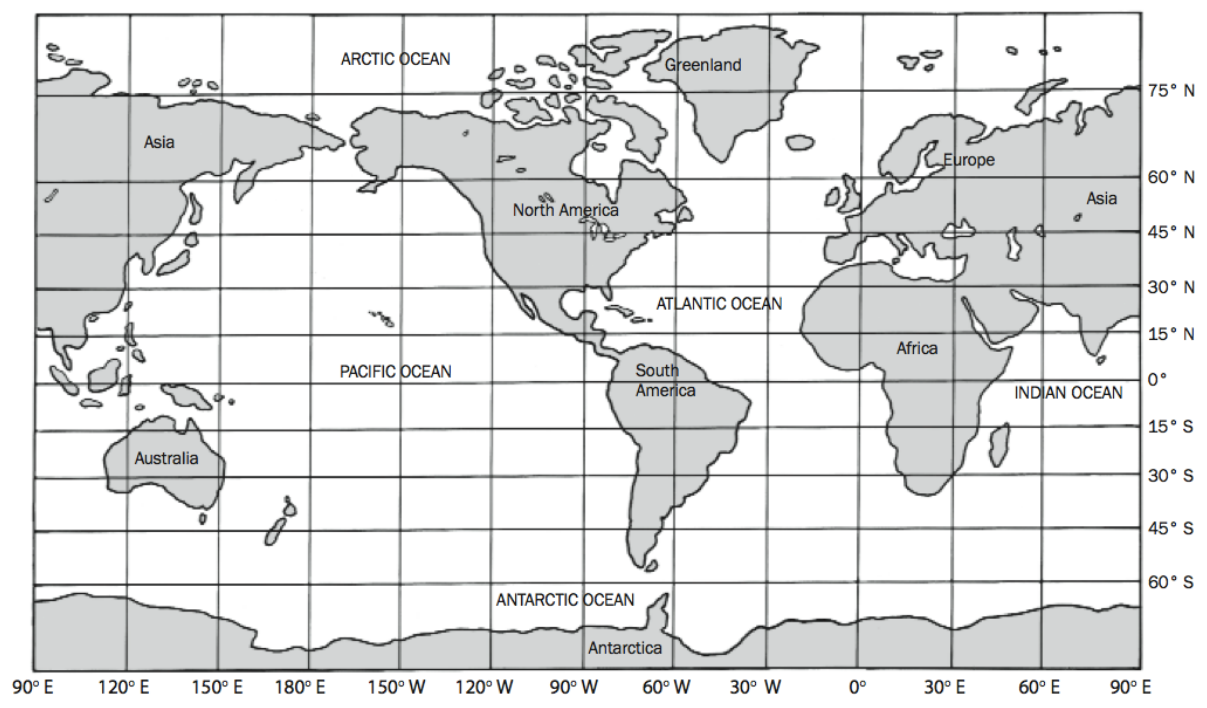 ARCTIC OCEAN
Greenland
75° N
Asia
Europe
60° N
Asia
North America
45° N
30° N
ATLANTIC OCEAN
15° N
Africa
PACIFIC OCEAN
South
America
0°
INDIAN OCEAN
15° S
Australia
30° S
45° S
60° S
ANTARCTIC OCEAN
Antarctica
90° E 120° E 150° E 180° E 150° W 120° W 90° W 60° W 30° W 0° 30° E 60° E 90° E